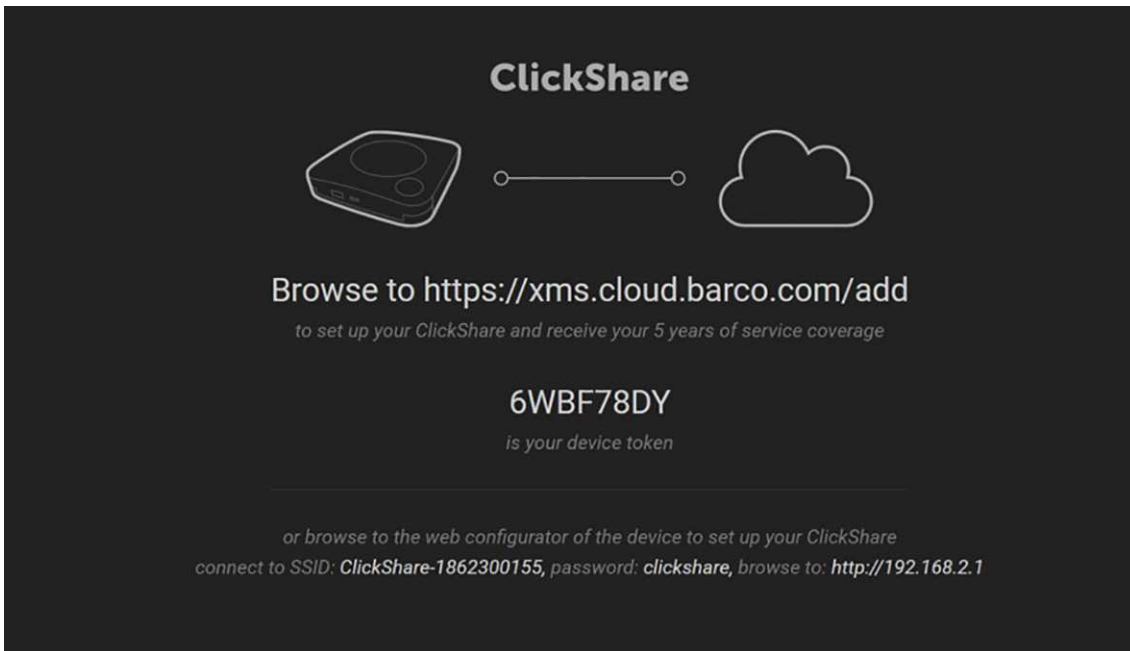 ClickShare
Browse to https://xms.cloud.barco.com/add
to set up your ClickShare and receive your 5 years of service coverage
6WBF78DY
is your device token
or browse to the web configurator of the device to set up your ClickShare
connect to SSID: ClickShare-1862300155, password: clickshare, browse to: http://192.168.2.1